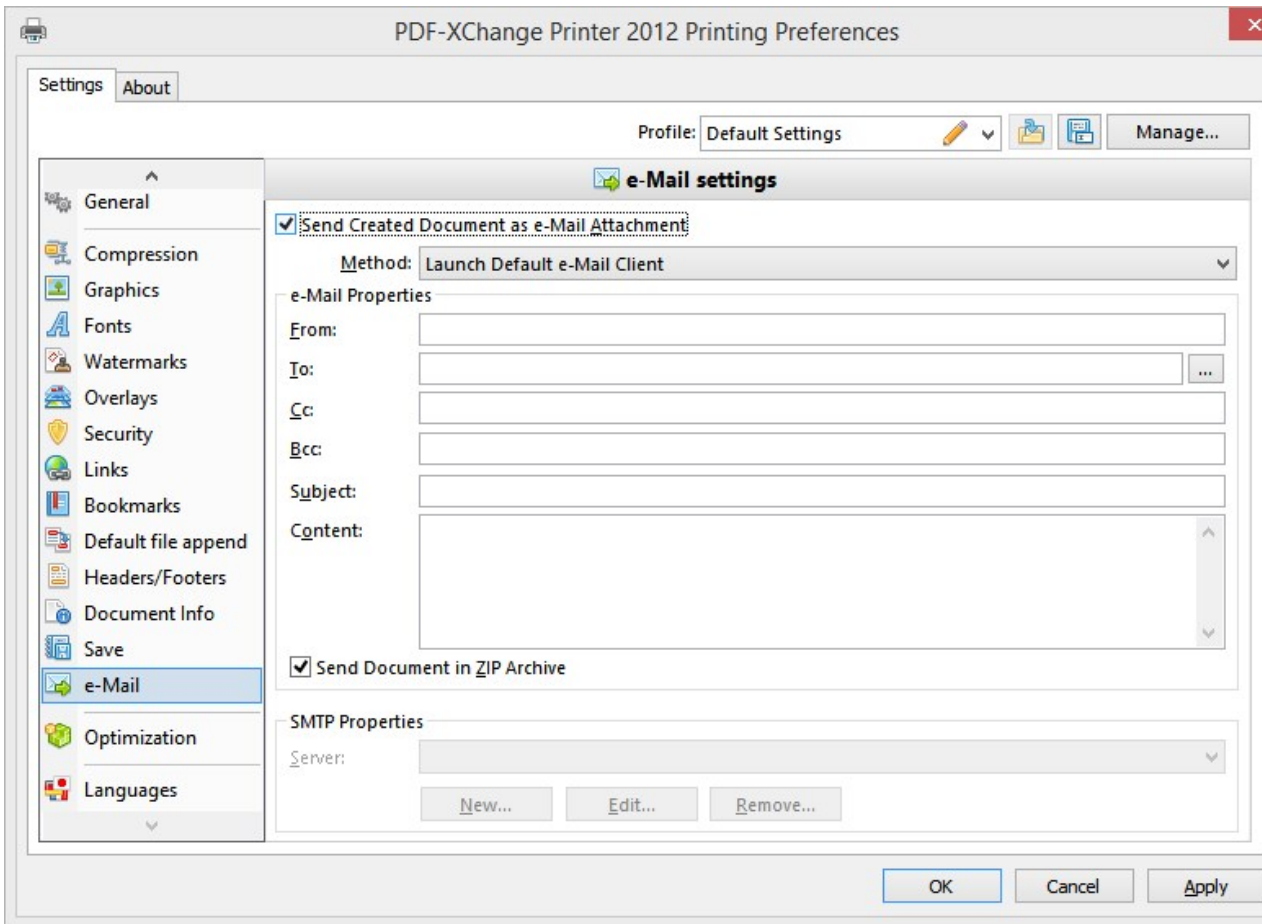 PDF-XChange Printer 2012 Printing Preferences
Settings About
Profile: Default Settings Manage...
General
Compression
Graphics
Fonts
Watermarks
Overlays
Security
Links
Bookmarks
Default file append
Headers/Footers
Document Info
Save
e-Mail
Optimization
Languages
e-Mail settings
Send Created Document as e-Mail Attachment
Method: Launch Default e-Mail Client
e-Mail Properties
From:
To: ...
Cc:
Bcc:
Subject:
Content:
Send Document in ZIP Archive
SMTP Properties
Server:
New... Edit... Remove...
OK Cancel Apply